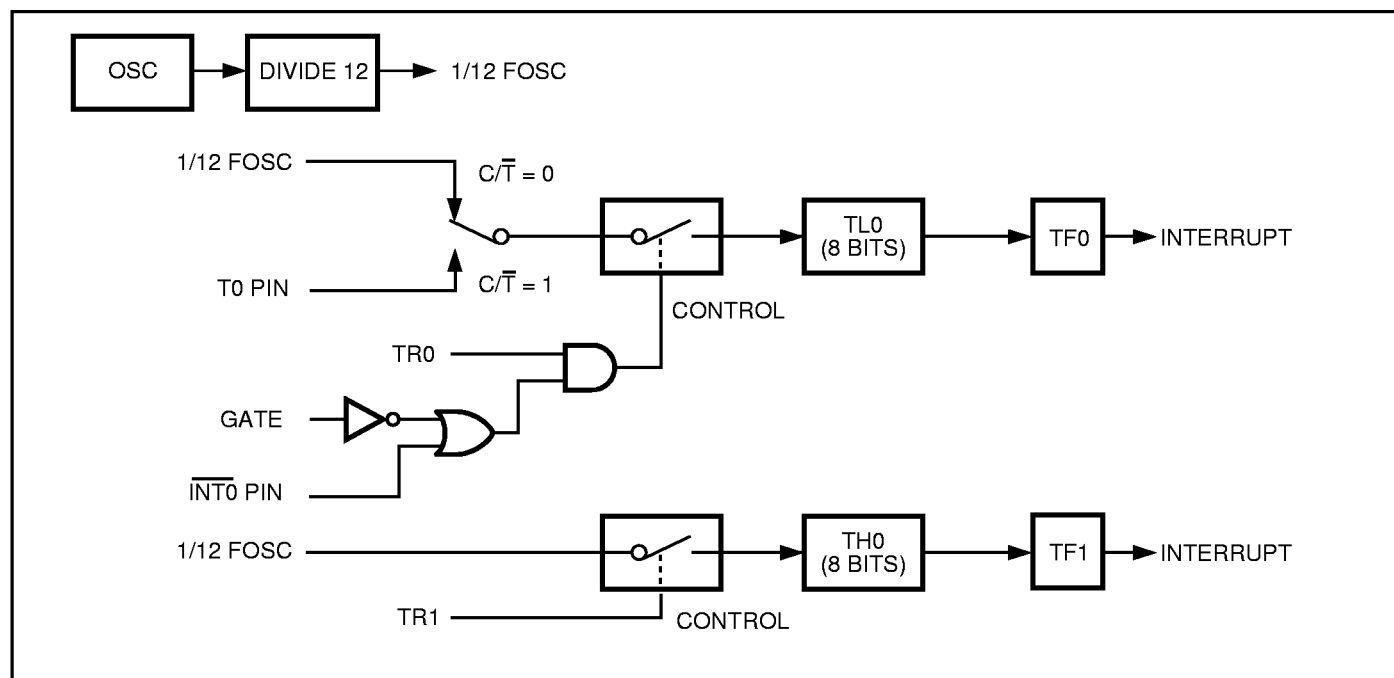 OSC
DIVIDE 12
1/12 FOSC
1/12 FOSC
C/T̅ = 0
TL0
(8 BITS)
TF0
INTERRUPT
T0 PIN
C/T̅ = 1
CONTROL
TR0
GATE
I̅N̅T̅0̅ PIN
1/12 FOSC
TH0
(8 BITS)
TF1
INTERRUPT
TR1
CONTROL